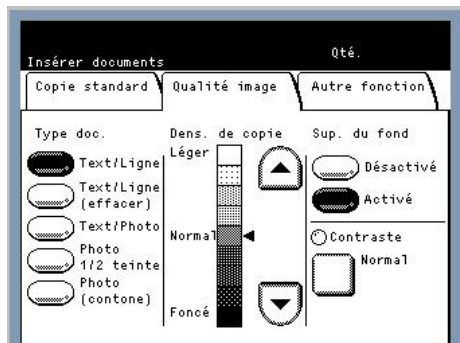 Qté.
Insérer documents
Copie standard
Qualité image
Autre fonction
Type doc.
Text/Ligne
Text/Ligne
(effacer)
Text/Photo
Photo
1/2 teinte
Photo
(contone)
Dens. de copie
Léger
Normal
Foncé
Sup. du fond
Désactivé
Activé
Contraste
Normal